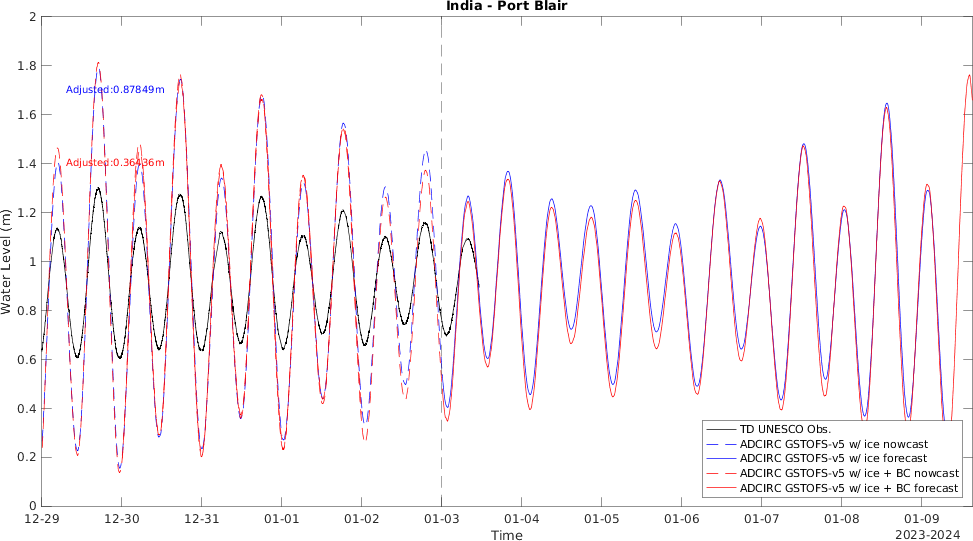 India - Port Blair
2
1.8
1.6
1.4
1.2
1
0.8
0.6
0.4
0.2
0
Water Level (m)
Adjusted:0.87849m
Adjusted:0.36436m
TD UNESCO Obs.
ADCIRC GSTOFS-v5 w/ ice nowcast
ADCIRC GSTOFS-v5 w/ ice forecast
ADCIRC GSTOFS-v5 w/ ice + BC nowcast
ADCIRC GSTOFS-v5 w/ ice + BC forecast
12-29 12-30 12-31 01-01 01-02 01-03 01-04 01-05 01-06 01-07 01-08 01-09
Time
2023-2024